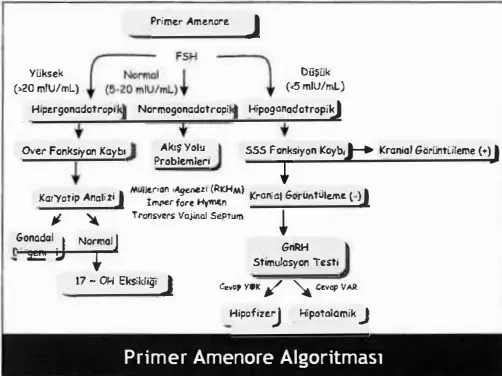 Primer Amenore
FSH
Yüksek
(>20 mIU/mL)
Normal
(5-20 mIU/mL)
Düşük
(<5 mIU/mL)
Hipergonadotropik
Normogonadotropik
Hipogonadotropik
Over Fonksiyon Kaybı
Akış Yolu
Problemleri
SSS Fonksiyon Kaybı
Kranial Görüntüleme (+)
Karyotip Analizi
Müllerian Agenezi (RKHM)
İmperfore Hymen
Transvers Vajinal Septum
Kranial Görüntüleme (-)
Gonadal
Normal
GnRH
Stimulasyon Testi
17 - OH Eksikliği
Cevap YOK
Cevap VAR
Hipofizer
Hipotalamik
Primer Amenore Algoritması